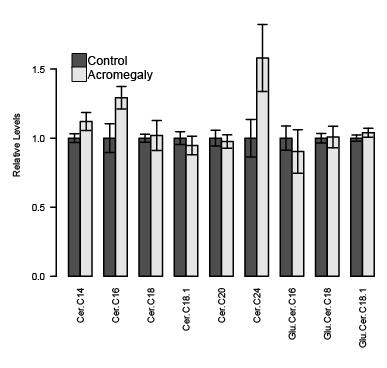 Control
Acromegaly
Relative Levels
1.5
1.0
0.5
0.0
Cer.C14
Cer.C16
Cer.C18
Cer.C18.1
Cer.C20
Cer.C24
Glu.Cer.C16
Glu.Cer.C18
Glu.Cer.C18.1